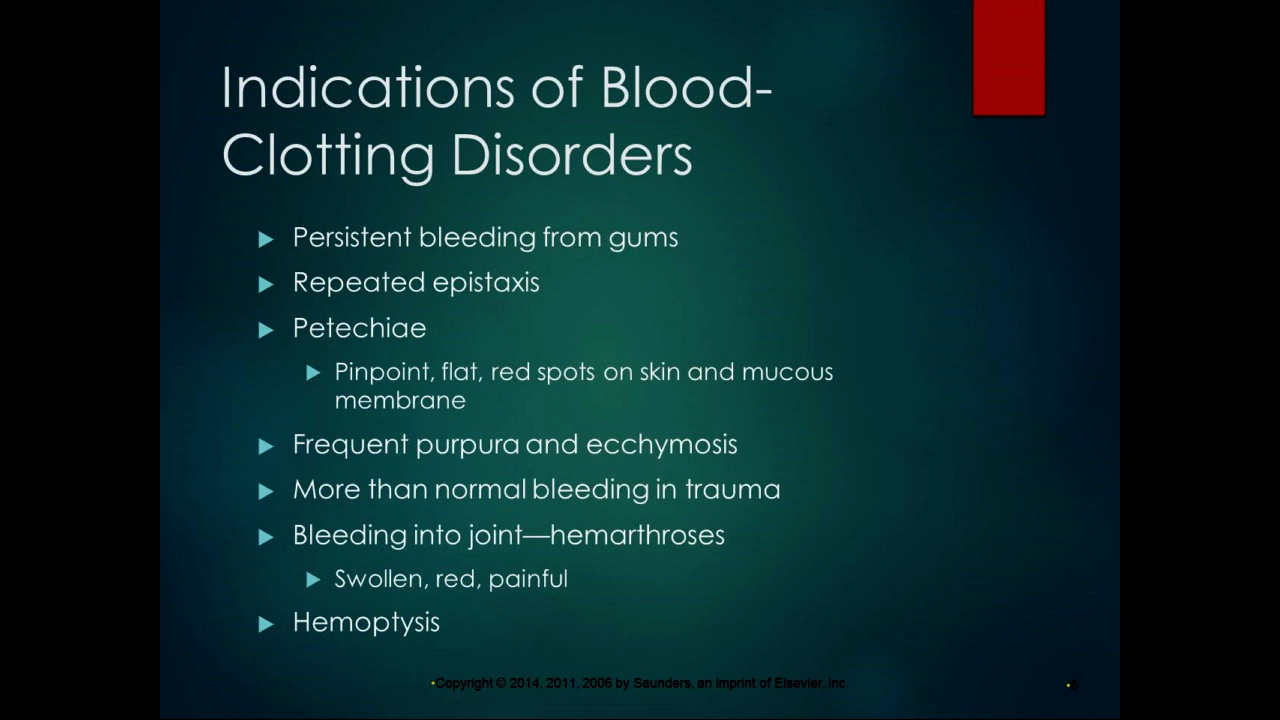 Indications of Blood-
Clotting Disorders
Persistent bleeding from gums
Repeated epistaxis
Petechiae
Pinpoint, flat, red spots on skin and mucous
membrane
Frequent purpura and ecchymosis
More than normal bleeding in trauma
Bleeding into joint—hemarthroses
Swollen, red, painful
Hemoptysis
•Copyright © 2014, 2011, 2006 by Saunders, an imprint of Elsevier, Inc.